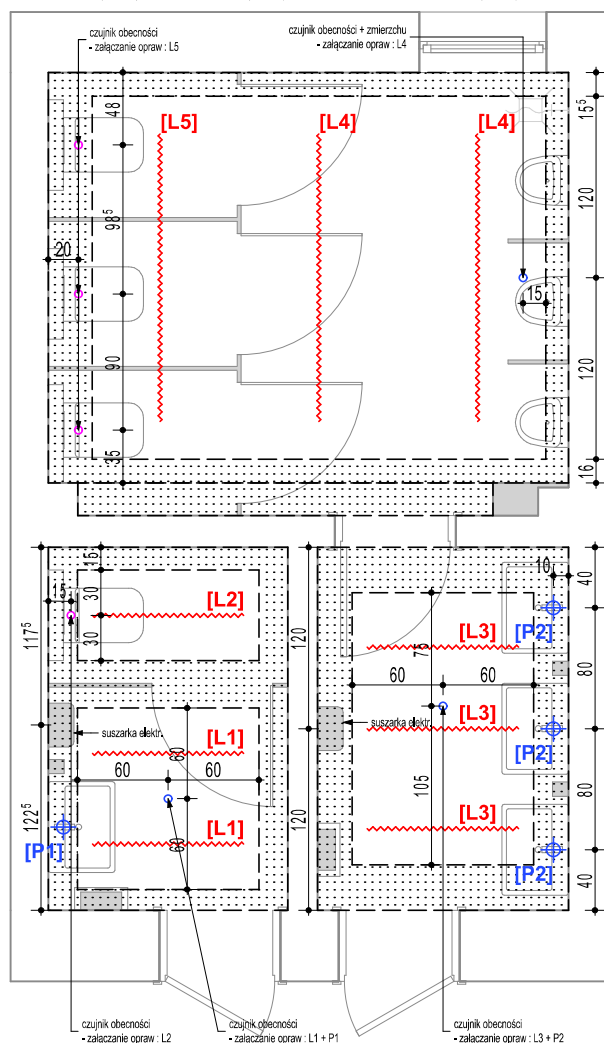 czujnik obecności
- załączanie opraw : L5
czujnik obecności + zmierzchu
- załączanie opraw : L4
[L5]
[L4]
[L4]
48
15⁵
98⁵
120
20
15
90
120
35
16
15
15
30
30
[L2]
117⁵
120
10
40
[P2]
[L3]
75
60
60
80
suszarka elektr.
60
[L1]
60
60
suszarka elektr.
[L3]
[P2]
105
122⁵
120
80
[P1]
[L1]
60
[L3]
[P2]
40
czujnik obecności
- załączanie opraw : L2
czujnik obecności
- załączanie opraw : L1 + P1
czujnik obecności
- załączanie opraw : L3 + P2